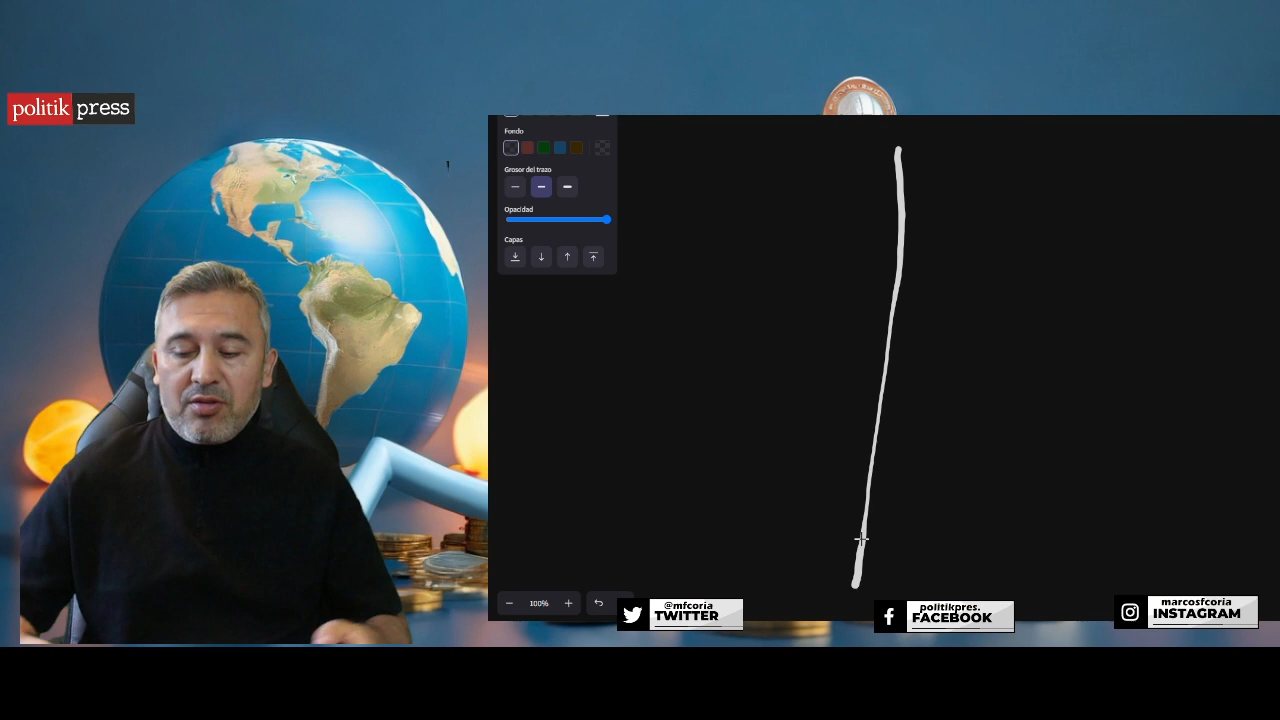 politik press
Fondo
Grosor del trazo
Opacidad
Capas
100%
@mfcoria
TWITTER
politikpres.
FACEBOOK
marcosfcoria
INSTAGRAM